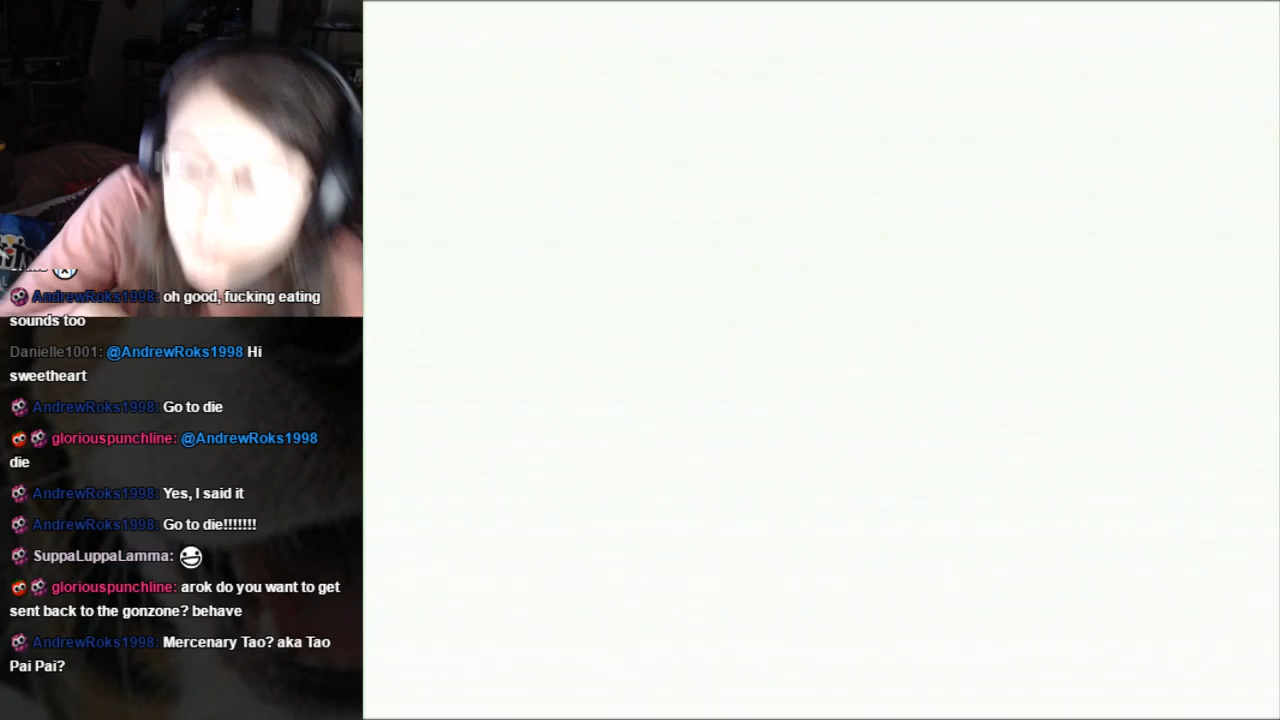 AndrewRoks1998: oh good, fucking eating
sounds too
Danielle1001: @AndrewRoks1998 Hi
sweetheart
AndrewRoks1998: Go to die
gloriouspunchline: @AndrewRoks1998
die
AndrewRoks1998: Yes, I said it
AndrewRoks1998: Go to die!!!!!!!
SuppaLuppaLamma:
gloriouspunchline: arok do you want to get
sent back to the gonzone? behave
AndrewRoks1998: Mercenary Tao? aka Tao
Pai Pai?